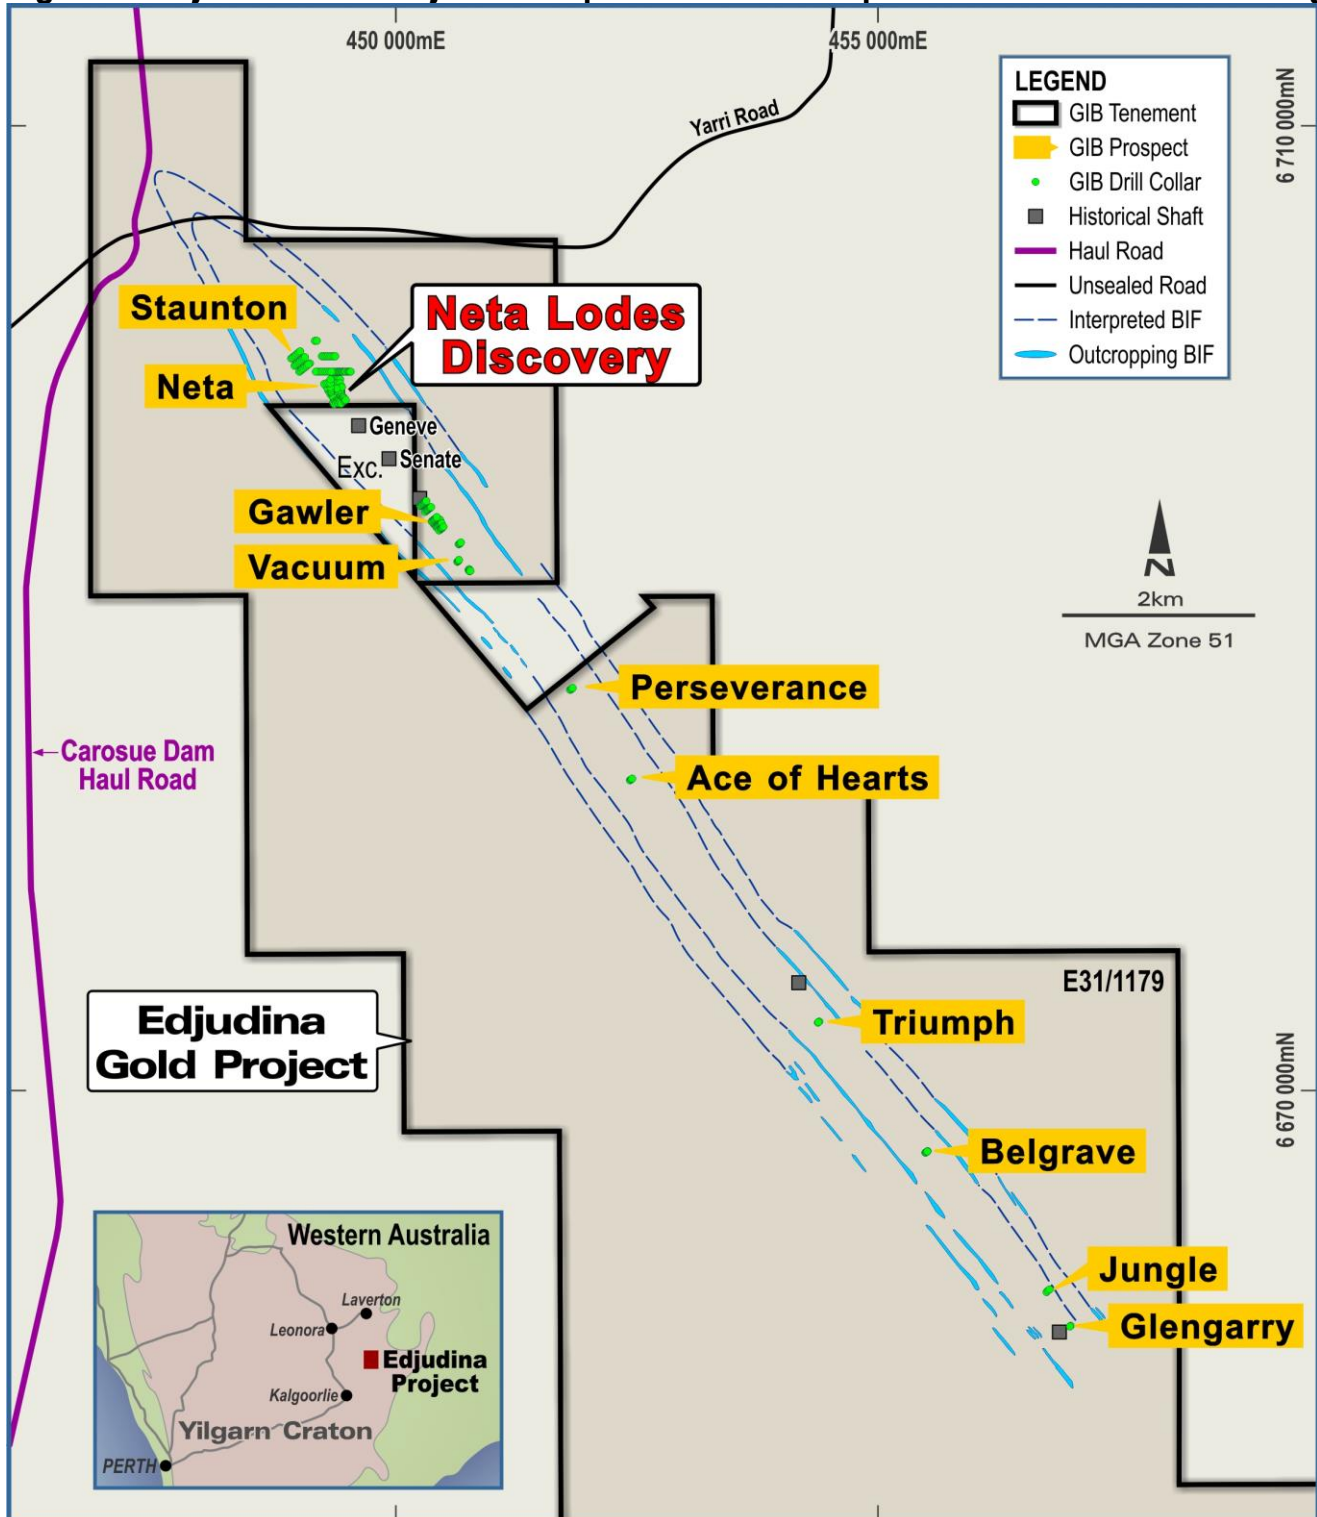 450 000mE
455 000mE
LEGEND
GIB Tenement
GIB Prospect
GIB Drill Collar
Historical Shaft
Haul Road
Unsealed Road
Interpreted BIF
Outcropping BIF
6 710 000mN
Yarri Road
Staunton
Neta Lodes
Discovery
Neta
Geneve
Exc.
Senate
Gawler
Vacuum
N
2km
MGA Zone 51
Perseverance
Carosue Dam
Haul Road
Ace of Hearts
E31/1179
Edjudina
Gold Project
Triumph
6 670 000mN
Belgrave
Jungle
Glengarry
Western Australia
Laverton
Leonora
Edjudina
Project
Kalgoorlie
Yilgarn Craton
PERTH